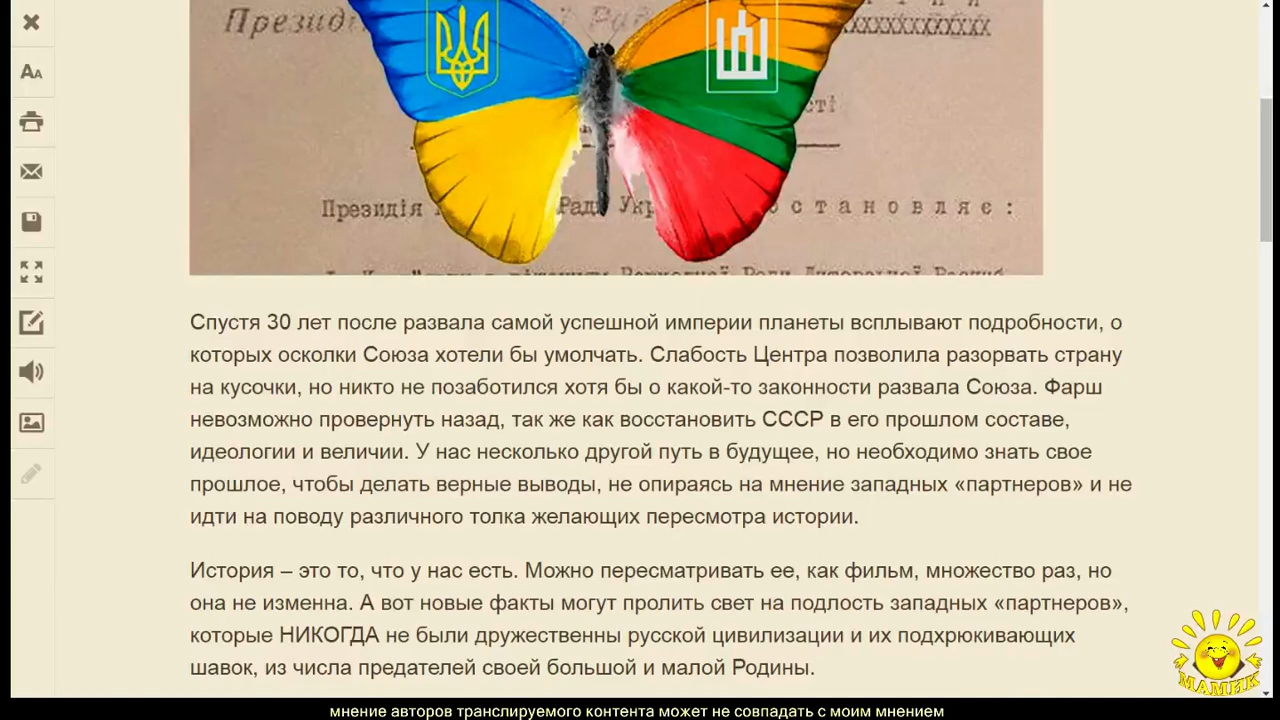 Президі
ї Рад
ХХХХХХХХХХХХ
ості
Президія
Ради Укр
постановляє:
Верховної Ради
Спустя 30 лет после развала самой успешной империи планеты всплывают подробности, о
которых осколки Союза хотели бы умолчать. Слабость Центра позволила разорвать страну
на кусочки, но никто не позаботился хотя бы о какой-то законности развала Союза. Фарш
невозможно провернуть назад, так же как восстановить СССР в его прошлом составе,
идеологии и величии. У нас несколько другой путь в будущее, но необходимо знать свое
прошлое, чтобы делать верные выводы, не опираясь на мнение западных «партнеров» и не
идти на поводу различного толка желающих пересмотра истории.
История – это то, что у нас есть. Можно пересматривать ее, как фильм, множество раз, но
она не изменна. А вот новые факты могут пролить свет на подлость западных «партнеров»,
которые НИКОГДА не были дружественны русской цивилизации и их подхрюкивающих
шавок, из числа предателей своей большой и малой Родины.
МАМИК
мнение авторов транслируемого контента может не совпадать с моим мнением